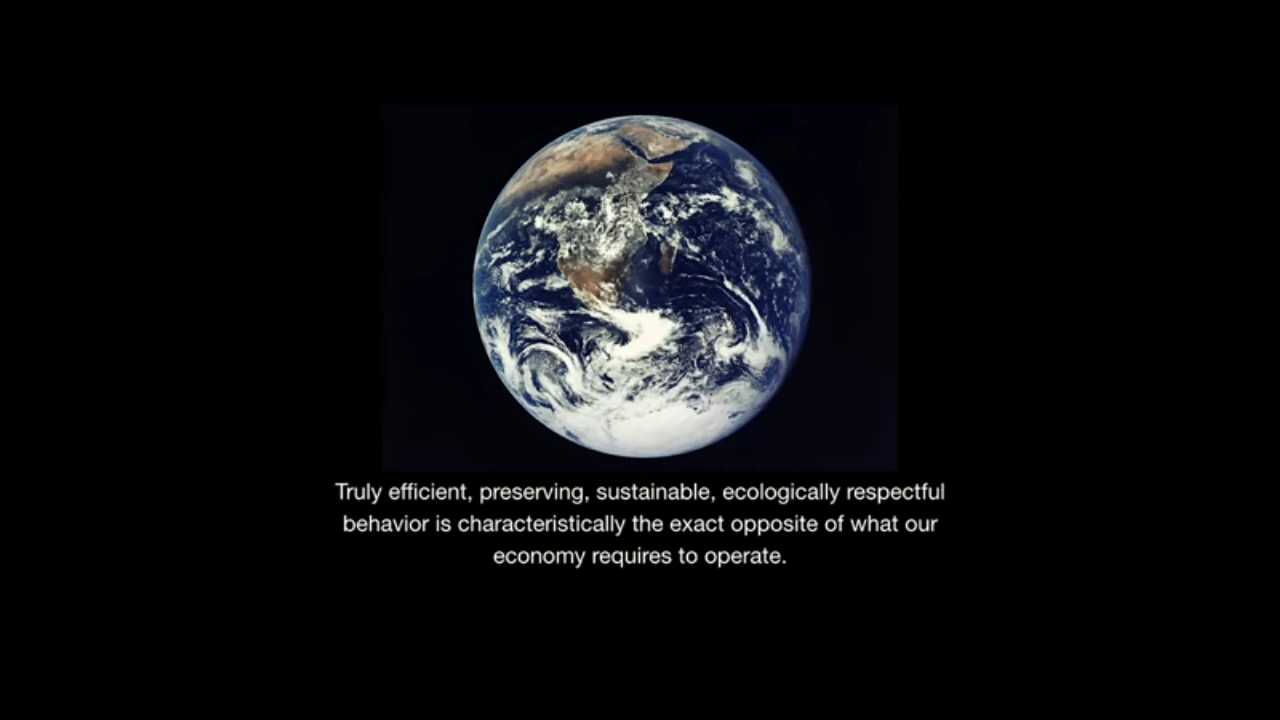 Truly efficient, preserving, sustainable, ecologically respectful
behavior is characteristically the exact opposite of what our
economy requires to operate.